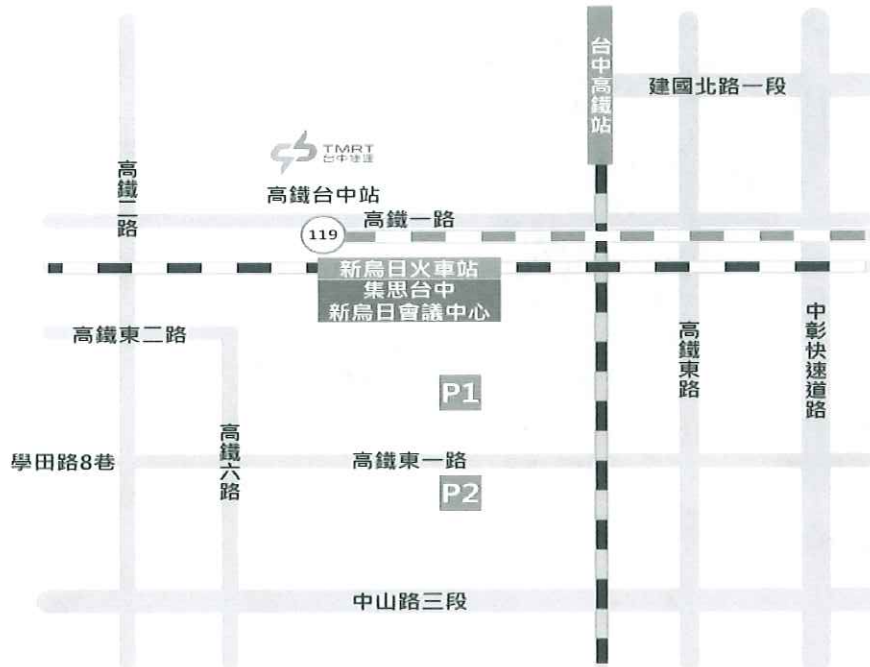 台中高鐵站
建國北路一段
TMRT
台中捷運
高鐵二路
高鐵台中站
高鐵一路
119
新烏日火車站
集思台中
新烏日會議中心
高鐵東二路
高鐵東路
中彰快速道路
P1
高鐵六路
學田路8巷
高鐵東一路
P2
中山路三段